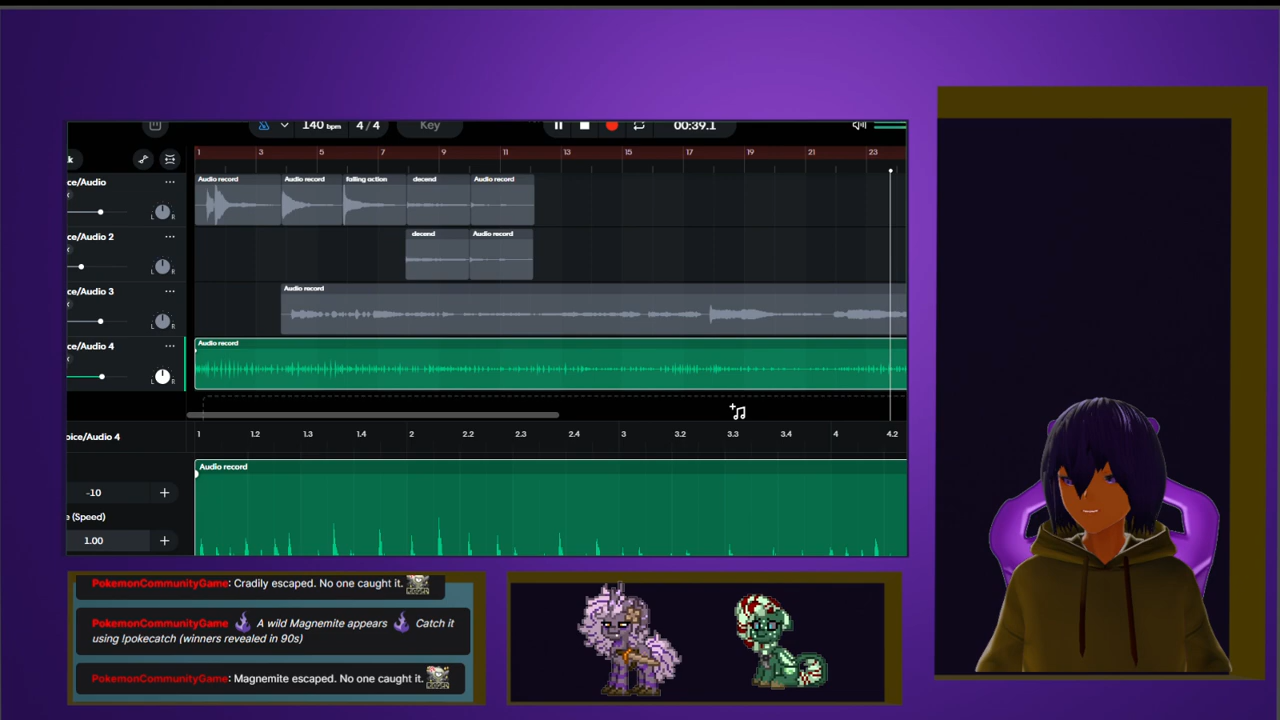 140 bpm 4 / 4 Key 00:39.1
k 1 3 5 7 9 11 13 15 17 19 21 23
ce/Audio Audio record Audio record falling action decend Audio record
L R
ce/Audio 2 decend Audio record
L R
ce/Audio 3 Audio record
L R
ce/Audio 4 Audio record
L R
oice/Audio 4 1 1.2 1.3 1.4 2 2.2 2.3 2.4 3 3.2 3.3 3.4 4 4.2
Audio record
-10 +
e (Speed)
1.00 +
PokemonCommunityGame: Cradily escaped. No one caught it.
PokemonCommunityGame A wild Magnemite appears Catch it
using !pokecatch (winners revealed in 90s)
PokemonCommunityGame: Magnemite escaped. No one caught it.